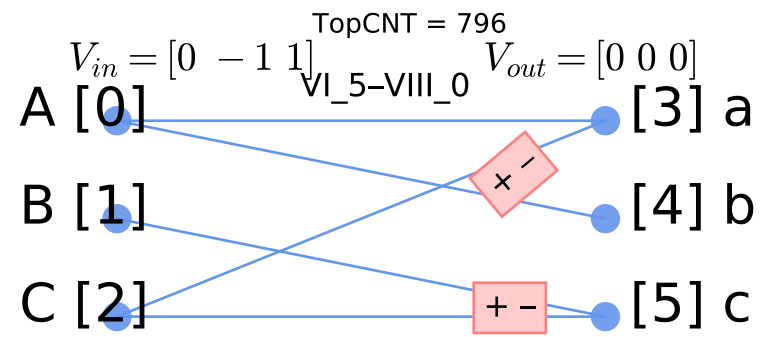 TopCNT = 796
V_in = [0 −1 1] V_out = [0 0 0]
VI_5–VIII_0
A [0] [3] a
+ −
B [1] [4] b
C [2] + − [5] c